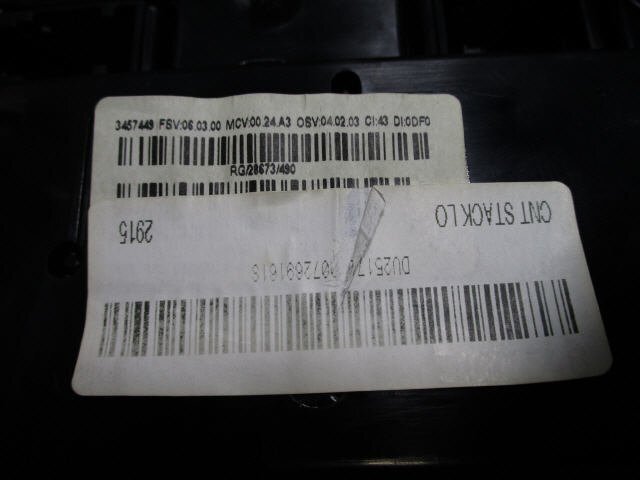 3457449 FSV:06.03.00 MCV:00.24.A3 OSV:04.02.03 CI:43 DI:0DF0
RG/28673/490
CNT STACK LO
2915